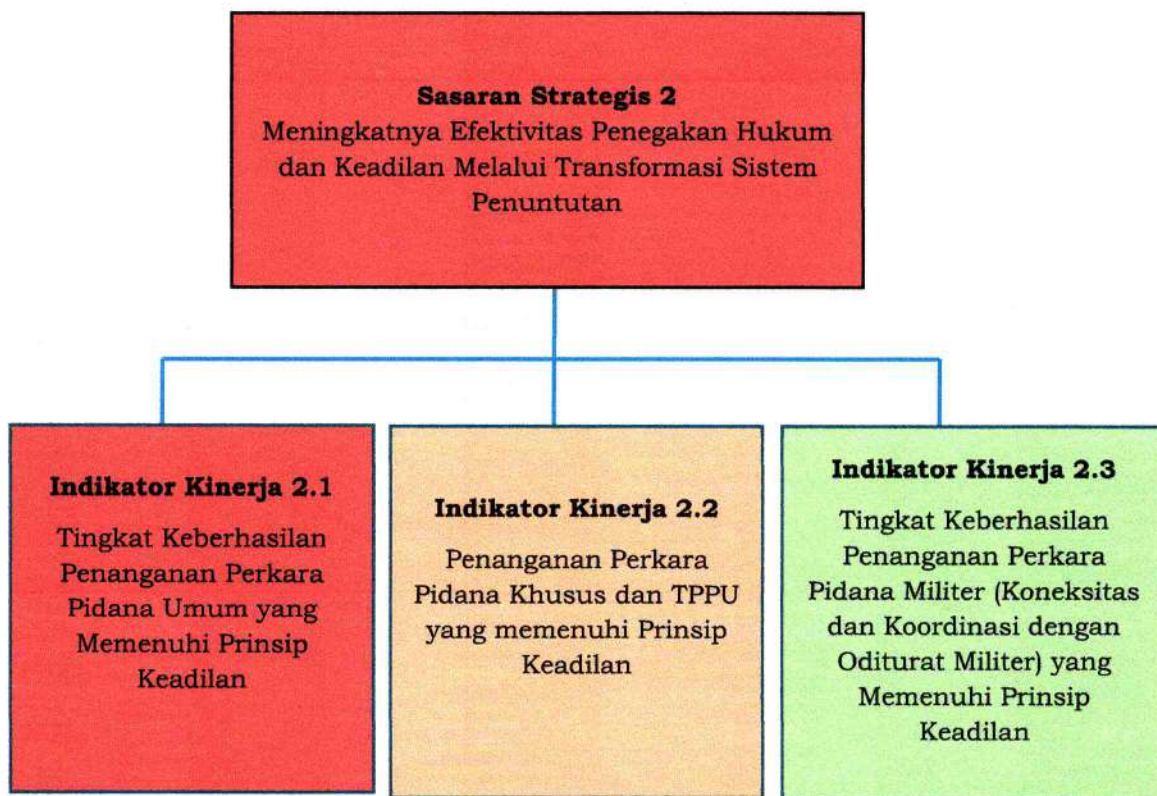 Sasaran Strategis 2
Meningkatnya Efektivitas Penegakan Hukum
dan Keadilan Melalui Transformasi Sistem
Penuntutan
Indikator Kinerja 2.1
Tingkat Keberhasilan
Penanganan Perkara
Pidana Umum yang
Memenuhi Prinsip
Keadilan
Indikator Kinerja 2.2
Penanganan Perkara
Pidana Khusus dan TPPU
yang memenuhi Prinsip
Keadilan
Indikator Kinerja 2.3
Tingkat Keberhasilan
Penanganan Perkara
Pidana Militer (Koneksitas
dan Koordinasi dengan
Oditurat Militer) yang
Memenuhi Prinsip
Keadilan